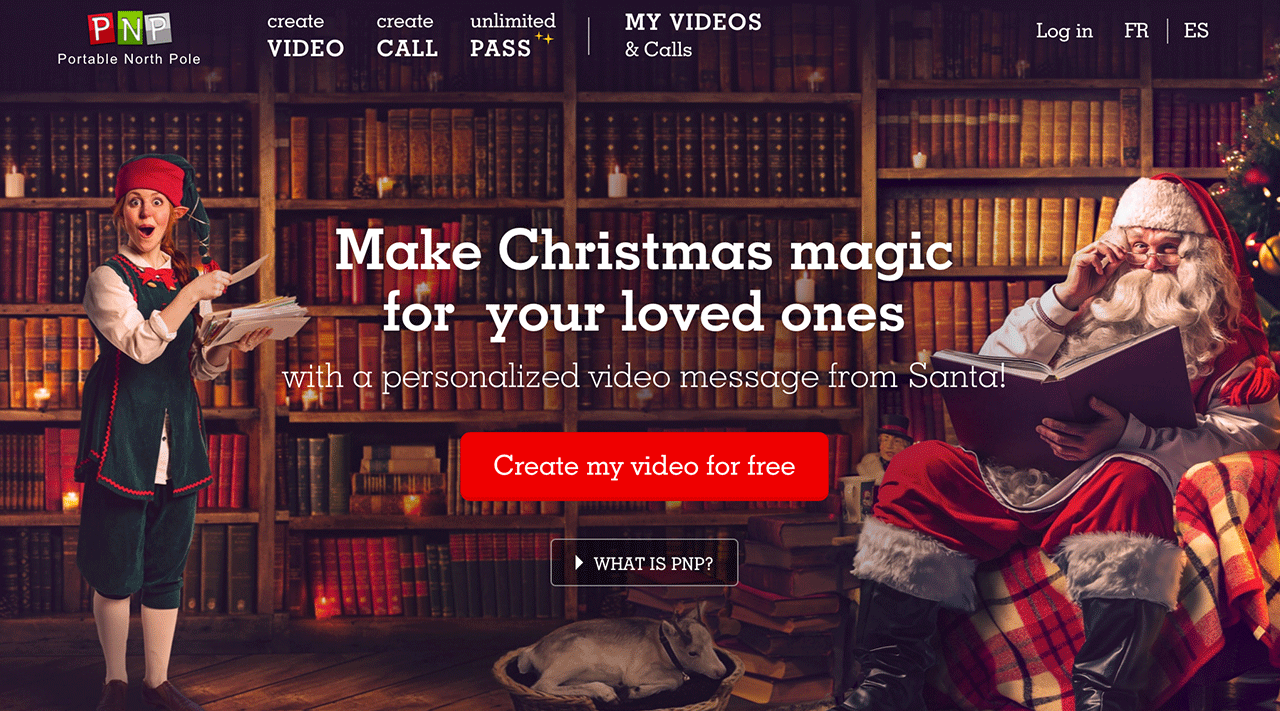 PNP
Portable North Pole
create
VIDEO
create
CALL
unlimited
PASS
MY VIDEOS
& Calls
Log in
FR
ES
Make Christmas magic
for your loved ones
with a personalized video message from Santa!
Create my video for free
WHAT IS PNP?